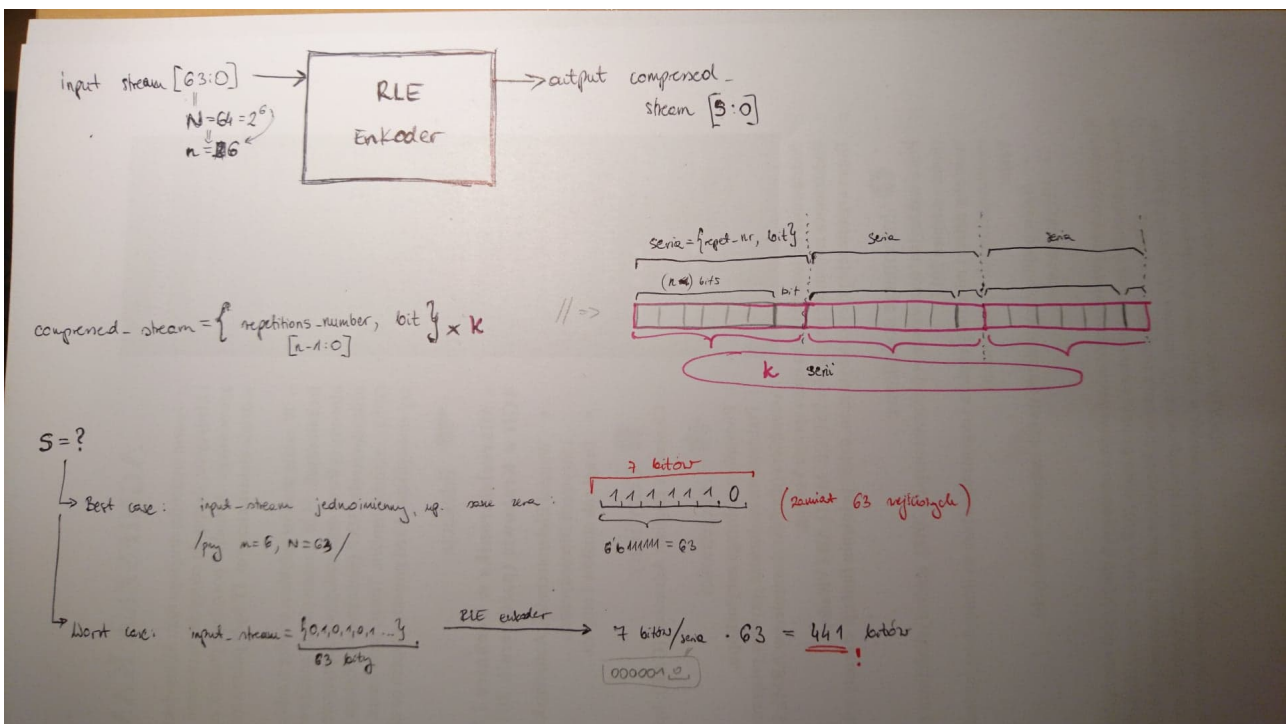 input stream [63:0]
N=64=2⁶
n=6
RLE
Enkoder
output compressed_
stream [S:0]
seria={repet_nr, bit}
seria
seria
(n) bits
bit
compressed_stream={ repetitions_number, bit } × k
[n-1:0]
// =>
k serii
S=?
Best case: input_stream jednoimienny, np. same zera:
/przy n=6, N=63/
7 bitów
1 1 1 1 1 1 0
6'b111111 = 63
(zamiast 63 wejściowych)
Worst case: input_stream = {0,1,0,1,0,1...}
63 bity
RLE enkoder
7 bitów/seria · 63 = 441 bitów
!
000001 0